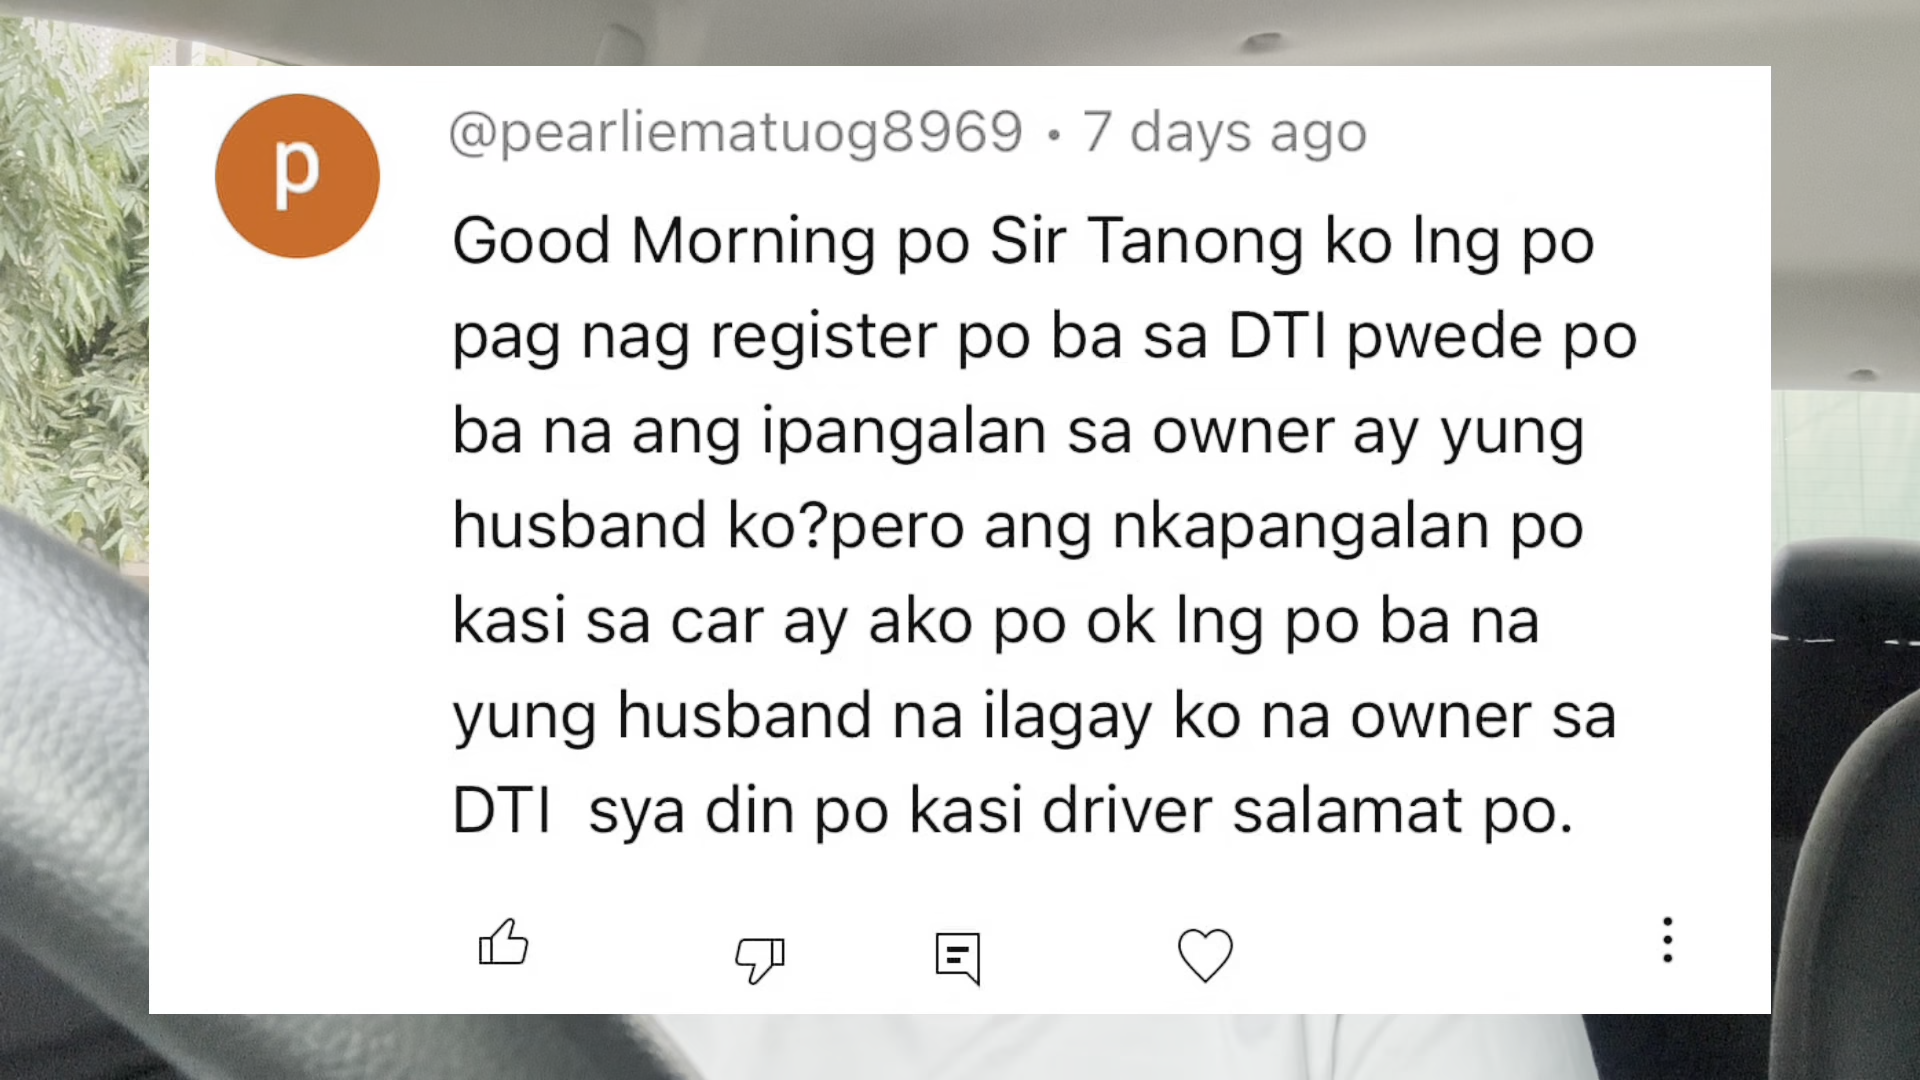 p
@pearliematuog8969 • 7 days ago
Good Morning po Sir Tanong ko lng po
pag nag register po ba sa DTI pwede po
ba na ang ipangalan sa owner ay yung
husband ko?pero ang nkapangalan po
kasi sa car ay ako po ok lng po ba na
yung husband na ilagay ko na owner sa
DTI  sya din po kasi driver salamat po.